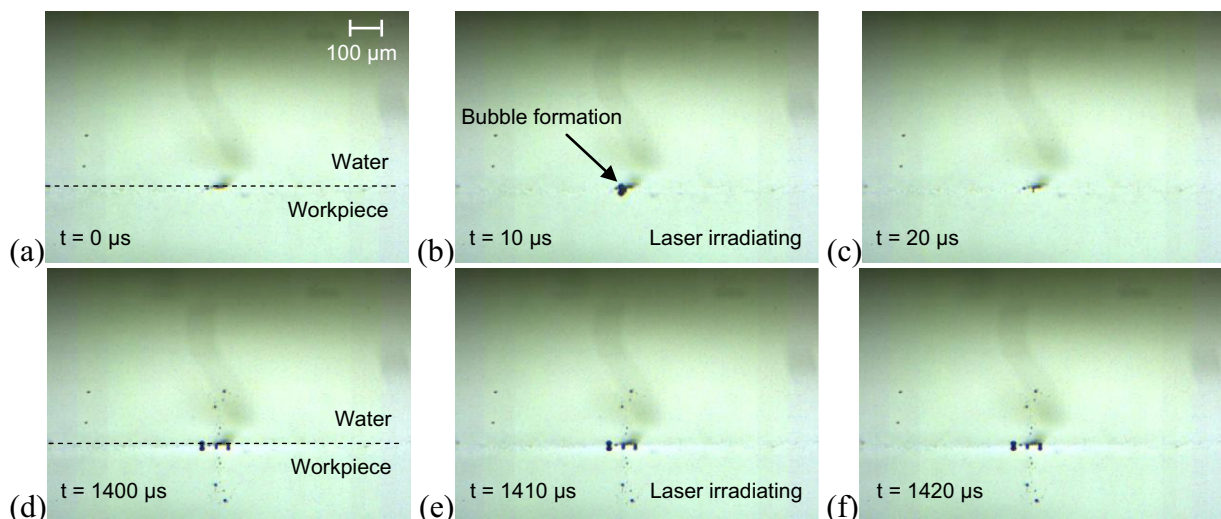 100 µm
Water
Workpiece
(a)
t = 0 µs
Bubble formation
(b)
t = 10 µs
Laser irradiating
(c)
t = 20 µs
Water
Workpiece
(d)
t = 1400 µs
(e)
t = 1410 µs
Laser irradiating
(f)
t = 1420 µs